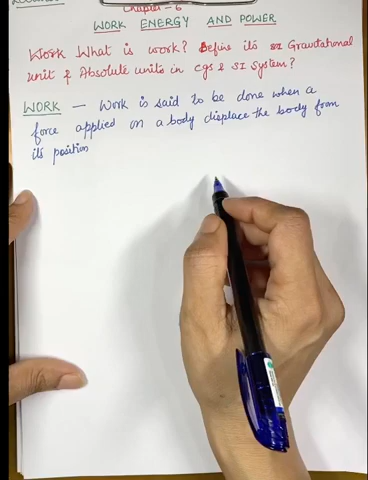 Chapter - 6
WORK ENERGY AND POWER
Work What is work? Define its SI Gravitational
unit & Absolute units in cgs & SI System?
WORK – Work is said to be done when a
force applied on a body displace the body from
its position